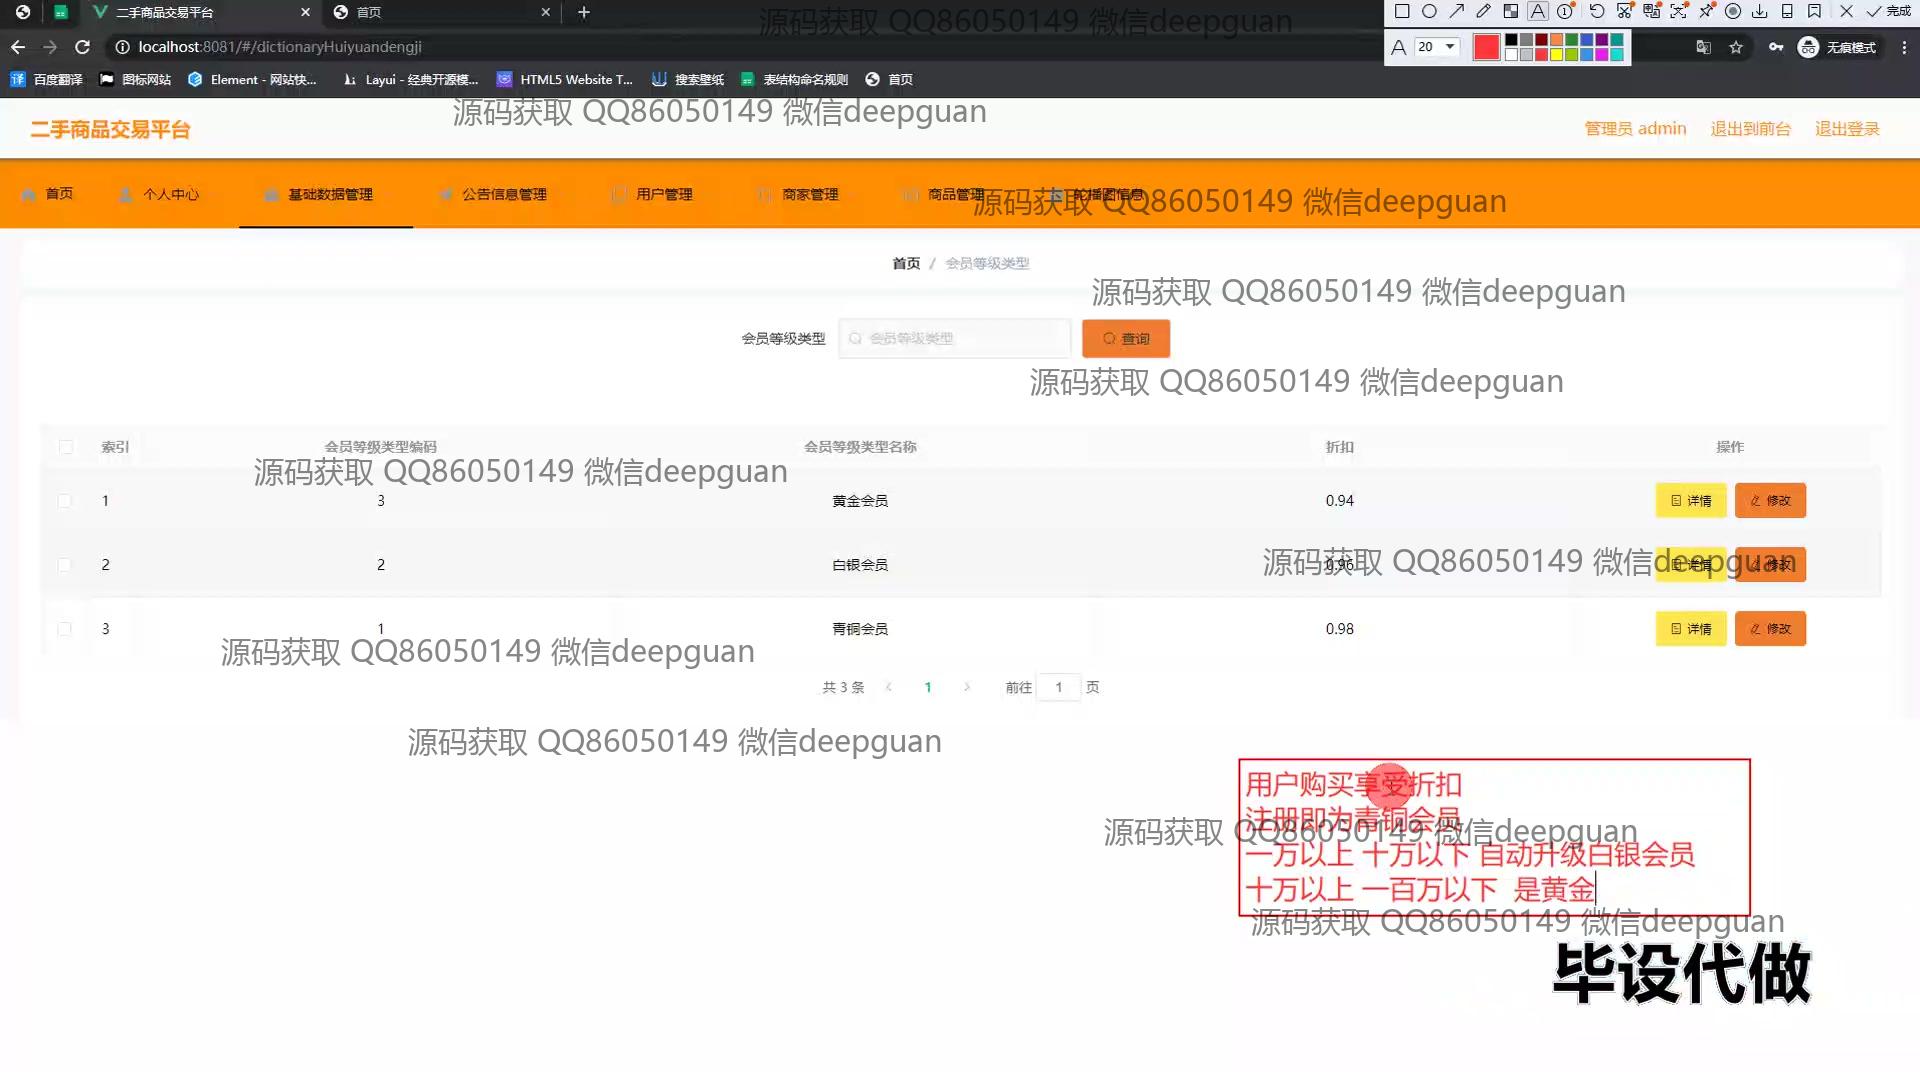 二手商品交易平台
首页
源码获取 QQ86050149 微信deepguan
完成
localhost:8081/#/dictionaryHuiyuandengji
A 20
无痕模式
百度翻译 图标网站 Element - 网站快... Layui - 经典开源模... HTML5 Website T... 搜索壁纸 表结构命名规则 首页
源码获取 QQ86050149 微信deepguan
二手商品交易平台
管理员 admin 退出到前台 退出登录
首页 个人中心 基础数据管理 公告信息管理 用户管理 商家管理 商品管理 轮播图信息
源码获取 QQ86050149 微信deepguan
首页 / 会员等级类型
源码获取 QQ86050149 微信deepguan
会员等级类型 会员等级类型 查询
源码获取 QQ86050149 微信deepguan
索引 会员等级类型编码 会员等级类型名称 折扣 操作
源码获取 QQ86050149 微信deepguan
1 3 黄金会员 0.94 详情 修改
2 2 白银会员 0.96 详情 修改
源码获取 QQ86050149 微信deepguan
3 1 青铜会员 0.98 详情 修改
源码获取 QQ86050149 微信deepguan
共 3 条 1 前往 1 页
源码获取 QQ86050149 微信deepguan
用户购买享受折扣
注册即为青铜会员
源码获取 QQ86050149 微信deepguan
一万以上 十万以下 自动升级白银会员
十万以上 一百万以下 是黄金
源码获取 QQ86050149 微信deepguan
毕设代做